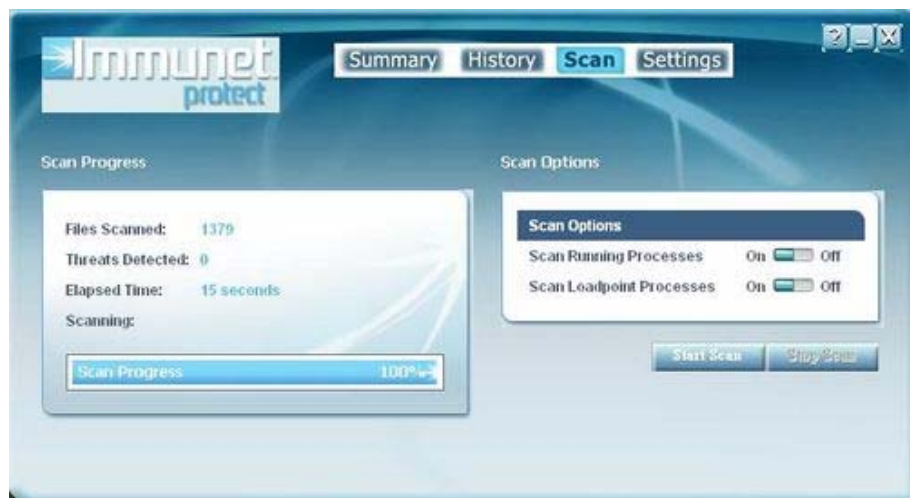 Immunet
protect
Summary History Scan Settings
? _ X
Scan Progress
Files Scanned: 1379
Threats Detected: 0
Elapsed Time: 15 seconds
Scanning:
Scan Progress 100%
Scan Options
Scan Options
Scan Running Processes On Off
Scan Loadpoint Processes On Off
Start Scan Stop Scan